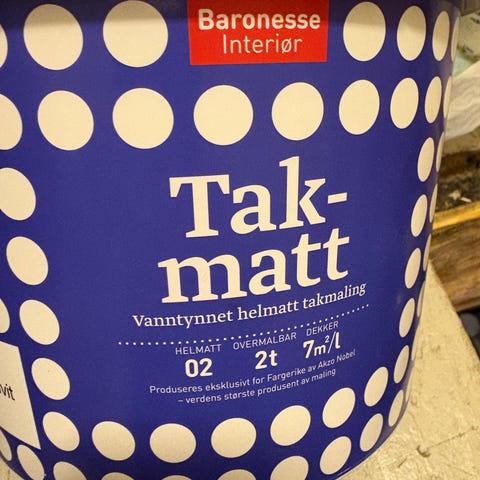 Baronesse
Interiør
Tak-
matt
Vanntynnet helmatt takmaling
HELMATT OVERMALBAR DEKKER
02 2t 7m²/l
Produseres eksklusivt for Fargerike av Akzo Nobel
– verdens største produsent av maling